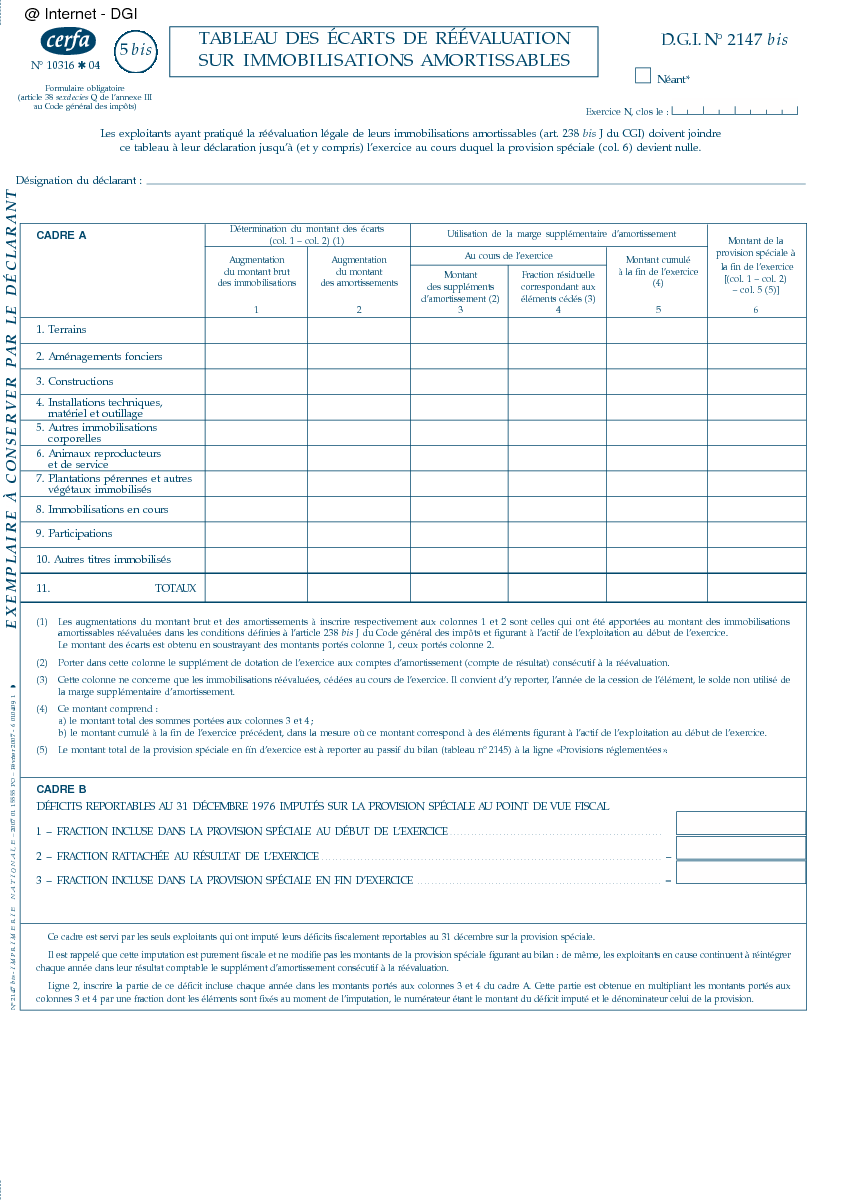 @ Internet - DGI
cerfa
N° 10316 ✱ 04
5 bis
TABLEAU DES ÉCARTS DE RÉÉVALUATION
SUR IMMOBILISATIONS AMORTISSABLES
D.G.I. N° 2147 bis
Néant*
Formulaire obligatoire
(article 38 sexdecies Q de l'annexe III
au Code général des impôts)
Exercice N, clos le :
Les exploitants ayant pratiqué la réévaluation légale de leurs immobilisations amortissables (art. 238 bis J du CGI) doivent joindre
ce tableau à leur déclaration jusqu'à (et y compris) l'exercice au cours duquel la provision spéciale (col. 6) devient nulle.
Désignation du déclarant :
EXEMPLAIRE À CONSERVER PAR LE DÉCLARANT
CADRE A
Détermination du montant des écarts
(col. 1 – col. 2) (1)
Utilisation de la marge supplémentaire d'amortissement
Montant de la
provision spéciale à
la fin de l'exercice
[(col. 1 – col. 2)
– col. 5 (5)]
6
Augmentation
du montant brut
des immobilisations
1
Augmentation
du montant
des amortissements
2
Au cours de l'exercice
Montant
des suppléments
d'amortissement (2)
3
Fraction résiduelle
correspondant aux
éléments cédés (3)
4
Montant cumulé
à la fin de l'exercice
(4)
5
1. Terrains
2. Aménagements fonciers
3. Constructions
4. Installations techniques,
matériel et outillage
5. Autres immobilisations
corporelles
6. Animaux reproducteurs
et de service
7. Plantations pérennes et autres
végétaux immobilisés
8. Immobilisations en cours
9. Participations
10. Autres titres immobilisés
11. TOTAUX
(1) Les augmentations du montant brut et des amortissements à inscrire respectivement aux colonnes 1 et 2 sont celles qui ont été apportées au montant des immobilisations
amortissables réévaluées dans les conditions définies à l'article 238 bis J du Code général des impôts et figurant à l'actif de l'exploitation au début de l'exercice.
Le montant des écarts est obtenu en soustrayant des montants portés colonne 1, ceux portés colonne 2.
(2) Porter dans cette colonne le supplément de dotation de l'exercice aux comptes d'amortissement (compte de résultat) consécutif à la réévaluation.
(3) Cette colonne ne concerne que les immobilisations réévaluées, cédées au cours de l'exercice. Il convient d'y reporter, l'année de la cession de l'élément, le solde non utilisé de
la marge supplémentaire d'amortissement.
(4) Ce montant comprend :
a) le montant total des sommes portées aux colonnes 3 et 4 ;
b) le montant cumulé à la fin de l'exercice précédent, dans la mesure où ce montant correspond à des éléments figurant à l'actif de l'exploitation au début de l'exercice.
(5) Le montant total de la provision spéciale en fin d'exercice est à reporter au passif du bilan (tableau n° 2145) à la ligne «Provisions réglementées ».
CADRE B
DÉFICITS REPORTABLES AU 31 DÉCEMBRE 1976 IMPUTÉS SUR LA PROVISION SPÉCIALE AU POINT DE VUE FISCAL
1 – FRACTION INCLUSE DANS LA PROVISION SPÉCIALE AU DÉBUT DE L'EXERCICE
2 – FRACTION RATTACHÉE AU RÉSULTAT DE L'EXERCICE –
3 – FRACTION INCLUSE DANS LA PROVISION SPÉCIALE EN FIN D'EXERCICE =
Ce cadre est servi par les seuls exploitants qui ont imputé leurs déficits fiscalement reportables au 31 décembre sur la provision spéciale.
Il est rappelé que cette imputation est purement fiscale et ne modifie pas les montants de la provision spéciale figurant au bilan : de même, les exploitants en cause continuent à réintégrer
chaque année dans leur résultat comptable le supplément d'amortissement consécutif à la réévaluation.
Ligne 2, inscrire la partie de ce déficit incluse chaque année dans les montants portés aux colonnes 3 et 4 du cadre A. Cette partie est obtenue en multipliant les montants portés aux
colonnes 3 et 4 par une fraction dont les éléments sont fixés au moment de l'imputation, le numérateur étant le montant du déficit imputé et le dénominateur celui de la provision.
N° 2147 bis – IMPRIMERIE NATIONALE – 2007 01 15555 PO – Février 2007